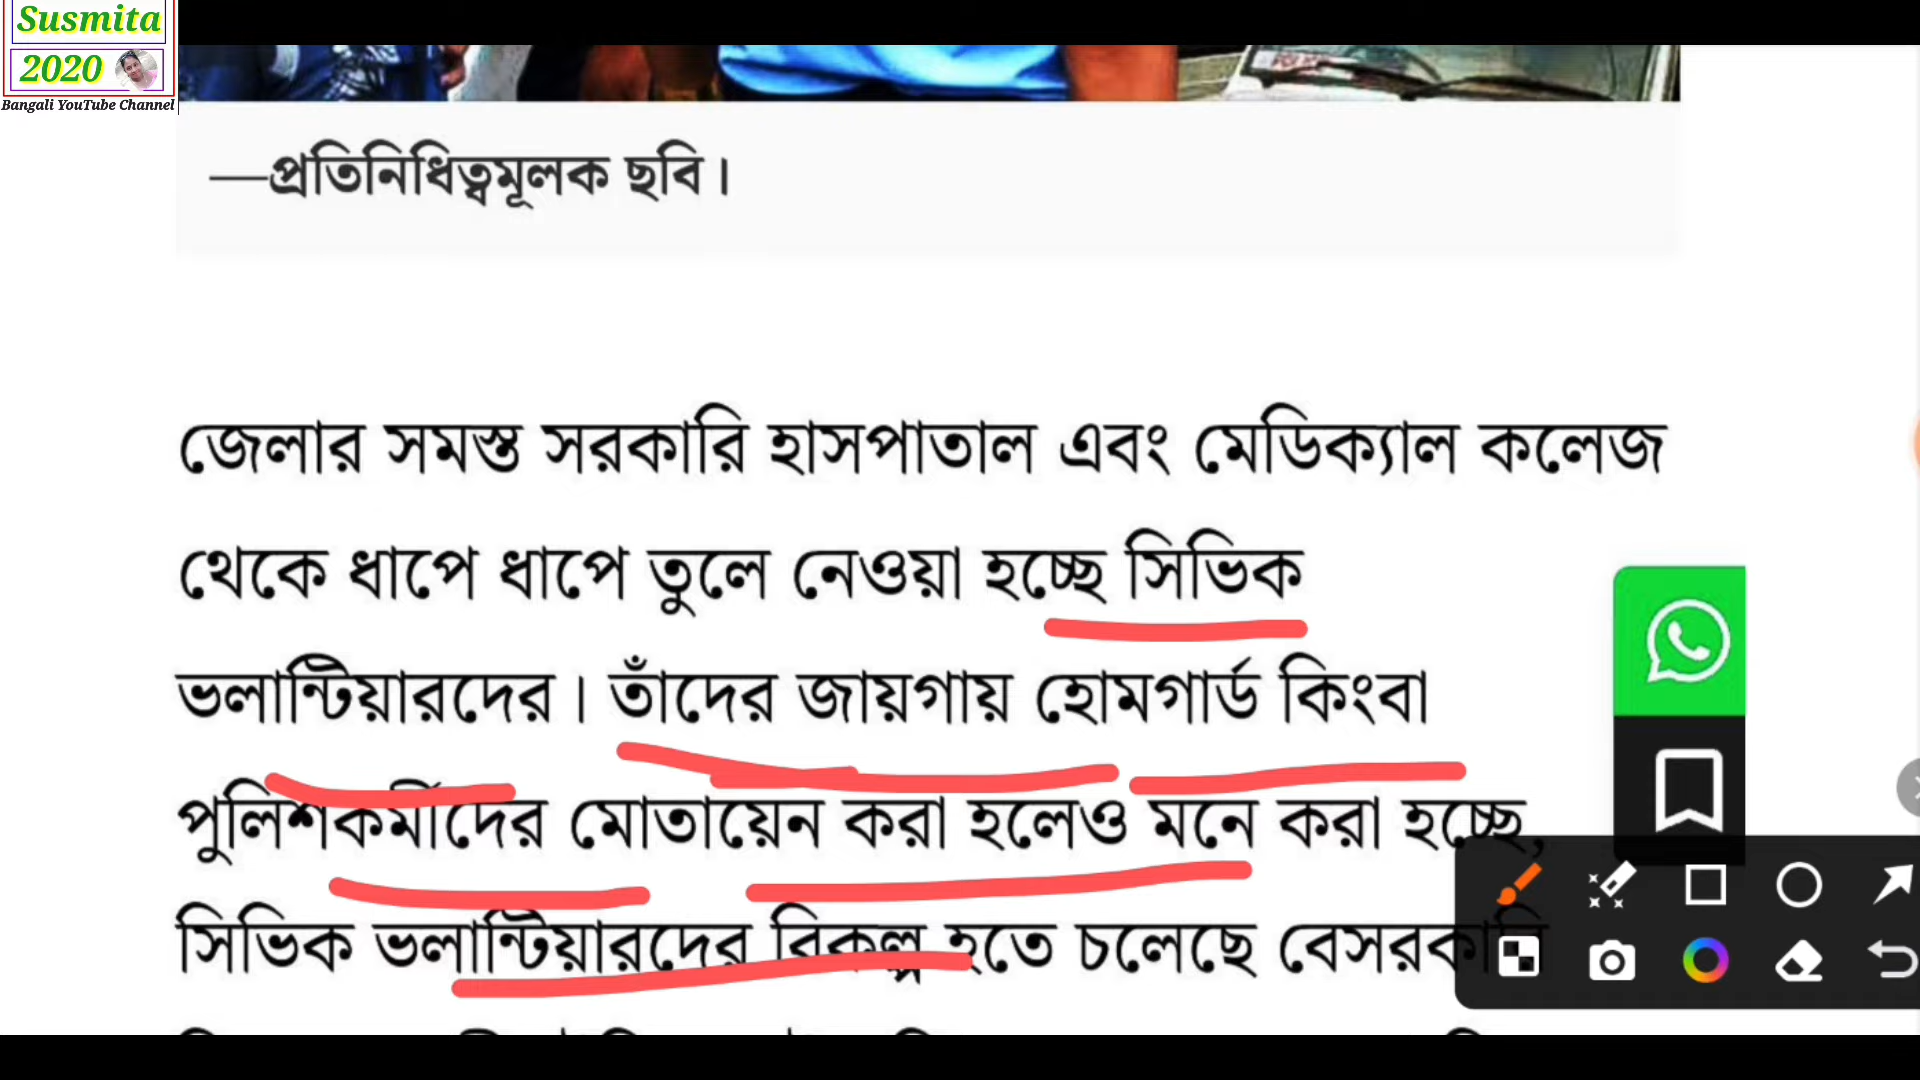 Susmita
2020
Bangali YouTube Channel
—প্রতিনিধিত্বমূলক ছবি।
জেলার সমস্ত সরকারি হাসপাতাল এবং মেডিক্যাল কলেজ
থেকে ধাপে ধাপে তুলে নেওয়া হচ্ছে সিভিক
ভলান্টিয়ারদের। তাঁদের জায়গায় হোমগার্ড কিংবা
পুলিশকর্মীদের মোতায়েন করা হলেও মনে করা হচ্ছে,
সিভিক ভলান্টিয়ারদের বিকল্প হতে চলেছে বেসরকারি